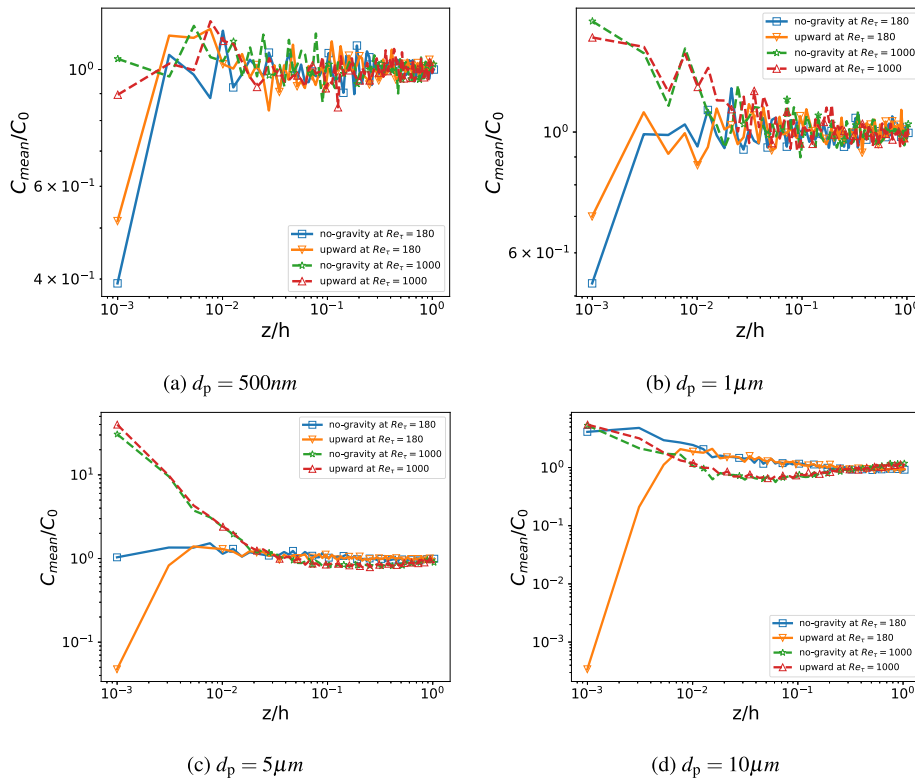 C_mean/C_0
10^0
6 × 10^-1
4 × 10^-1
no-gravity at Re_τ = 180
upward at Re_τ = 180
no-gravity at Re_τ = 1000
upward at Re_τ = 1000
10^-3 10^-2 10^-1 10^0
z/h
(a) d_p = 500nm
C_mean/C_0
10^0
6 × 10^-1
no-gravity at Re_τ = 180
upward at Re_τ = 180
no-gravity at Re_τ = 1000
upward at Re_τ = 1000
10^-3 10^-2 10^-1 10^0
z/h
(b) d_p = 1μm
C_mean/C_0
10^1
10^0
10^-1
no-gravity at Re_τ = 180
upward at Re_τ = 180
no-gravity at Re_τ = 1000
upward at Re_τ = 1000
10^-3 10^-2 10^-1 10^0
z/h
(c) d_p = 5μm
C_mean/C_0
10^0
10^-1
10^-2
10^-3
no-gravity at Re_τ = 180
upward at Re_τ = 180
no-gravity at Re_τ = 1000
upward at Re_τ = 1000
10^-3 10^-2 10^-1 10^0
z/h
(d) d_p = 10μm